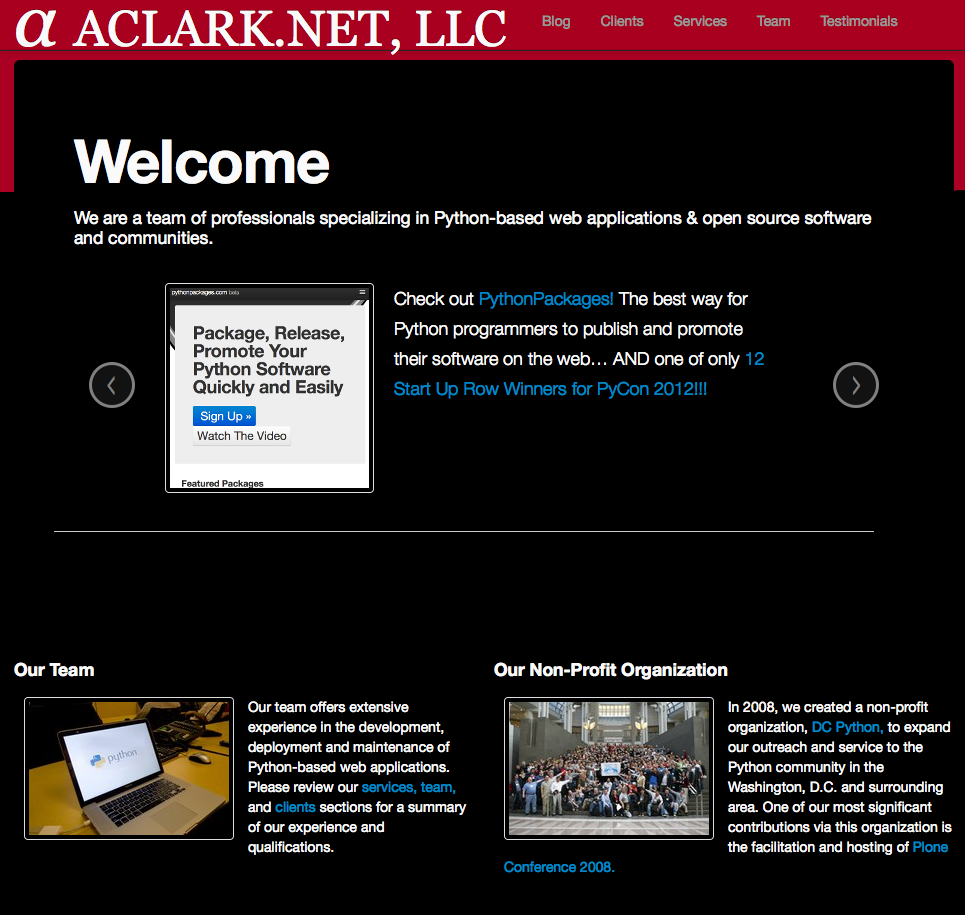 α ACLARK.NET, LLC
Blog Clients Services Team Testimonials
Welcome
We are a team of professionals specializing in Python-based web applications & open source software
and communities.
pythonpackages.com beta
Package, Release,
Promote Your
Python Software
Quickly and Easily
Sign Up »
Watch The Video
Featured Packages
Check out PythonPackages! The best way for
Python programmers to publish and promote
their software on the web… AND one of only 12
Start Up Row Winners for PyCon 2012!!!
Our Team
python
Our team offers extensive
experience in the development,
deployment and maintenance of
Python-based web applications.
Please review our services, team,
and clients sections for a summary
of our experience and
qualifications.
Our Non-Profit Organization
In 2008, we created a non-profit
organization, DC Python, to expand
our outreach and service to the
Python community in the
Washington, D.C. and surrounding
area. One of our most significant
contributions via this organization is
the facilitation and hosting of Plone
Conference 2008.